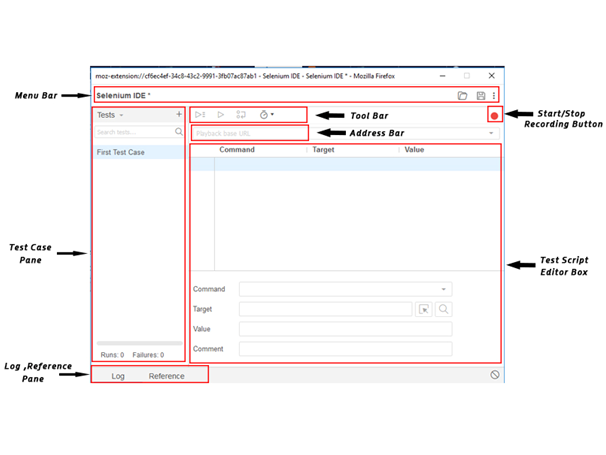 moz-extension://cf6ec4ef-34c8-43c2-9991-3fb07ac87ab1 - Selenium IDE - Selenium IDE * - Mozilla Firefox
Menu Bar
Selenium IDE *
Tests
+
Tool Bar
Start/Stop
Recording Button
Search tests...
Playback base URL
Address Bar
First Test Case
Command
Target
Value
Test Case
Pane
Test Script
Editor Box
Command
Target
Value
Comment
Runs: 0 Failures: 0
Log ,Reference
Pane
Log
Reference